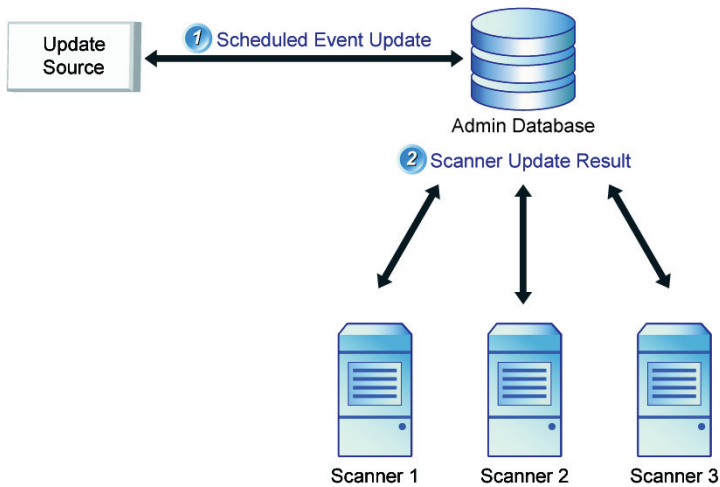 Update
Source
1 Scheduled Event Update
Admin Database
2 Scanner Update Result
Scanner 1
Scanner 2
Scanner 3